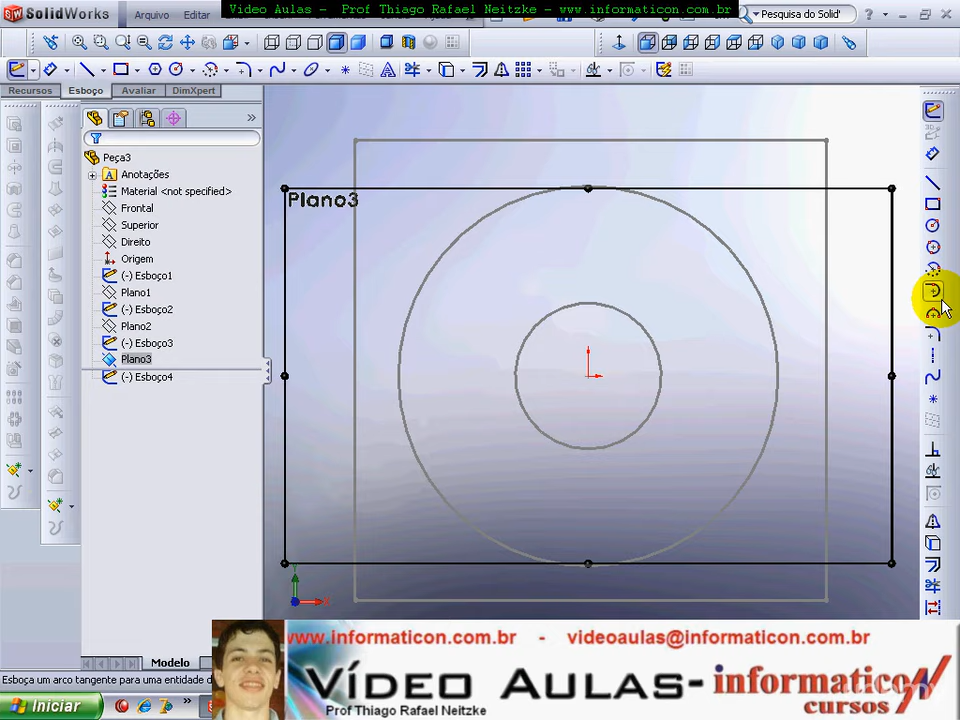 Video Aulas - Prof Thiago Rafael Neitzke - www.informaticon.com.br
SolidWorks
Arquivo
Editar
Pesquisa do Solid'
Recursos
Esboço
Avaliar
DimXpert
Peça3
Anotações
Material <not specified>
Frontal
Superior
Direito
Origem
(-) Esboço1
Plano1
(-) Esboço2
Plano2
(-) Esboço3
Plano3
(-) Esboço4
Plano3
Modelo
Esboça um arco tangente para uma entidade d
Iniciar
www.informaticon.com.br - videoaulas@informaticon.com.br
Vídeo Aulas- informaticon
cursos
Prof Thiago Rafael Neitzke